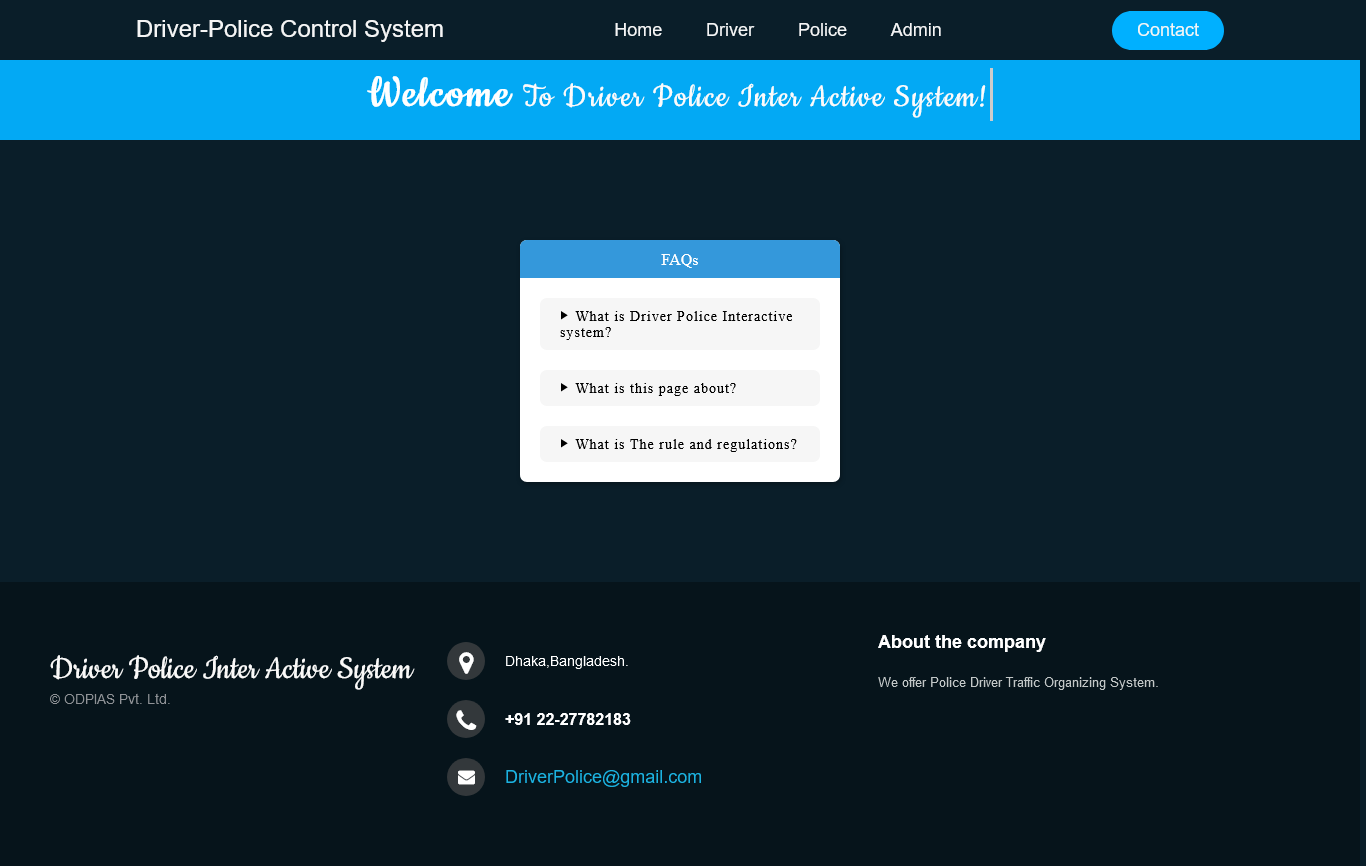 Driver-Police Control System
Home
Driver
Police
Admin
Contact
Welcome To Driver Police Inter Active System!
FAQs
What is Driver Police Interactive
system?
What is this page about?
What is The rule and regulations?
Driver Police Inter Active System
© ODPIAS Pvt. Ltd.
Dhaka,Bangladesh.
+91 22-27782183
DriverPolice@gmail.com
About the company
We offer Police Driver Traffic Organizing System.